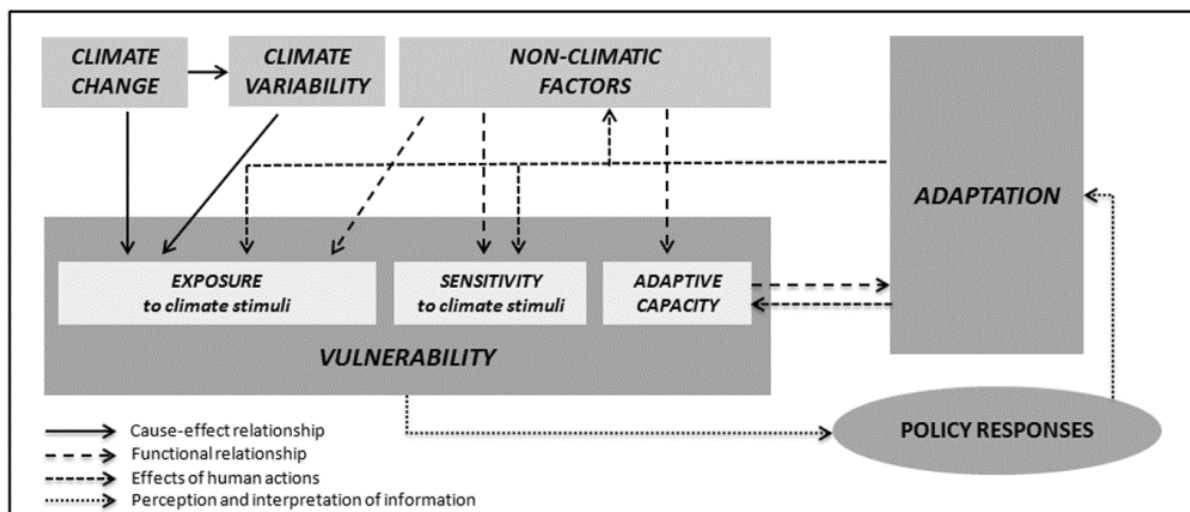 CLIMATE
CHANGE
CLIMATE
VARIABILITY
NON-CLIMATIC
FACTORS
ADAPTATION
EXPOSURE
to climate stimuli
SENSITIVITY
to climate stimuli
ADAPTIVE
CAPACITY
VULNERABILITY
POLICY RESPONSES
Cause-effect relationship
Functional relationship
Effects of human actions
Perception and interpretation of information